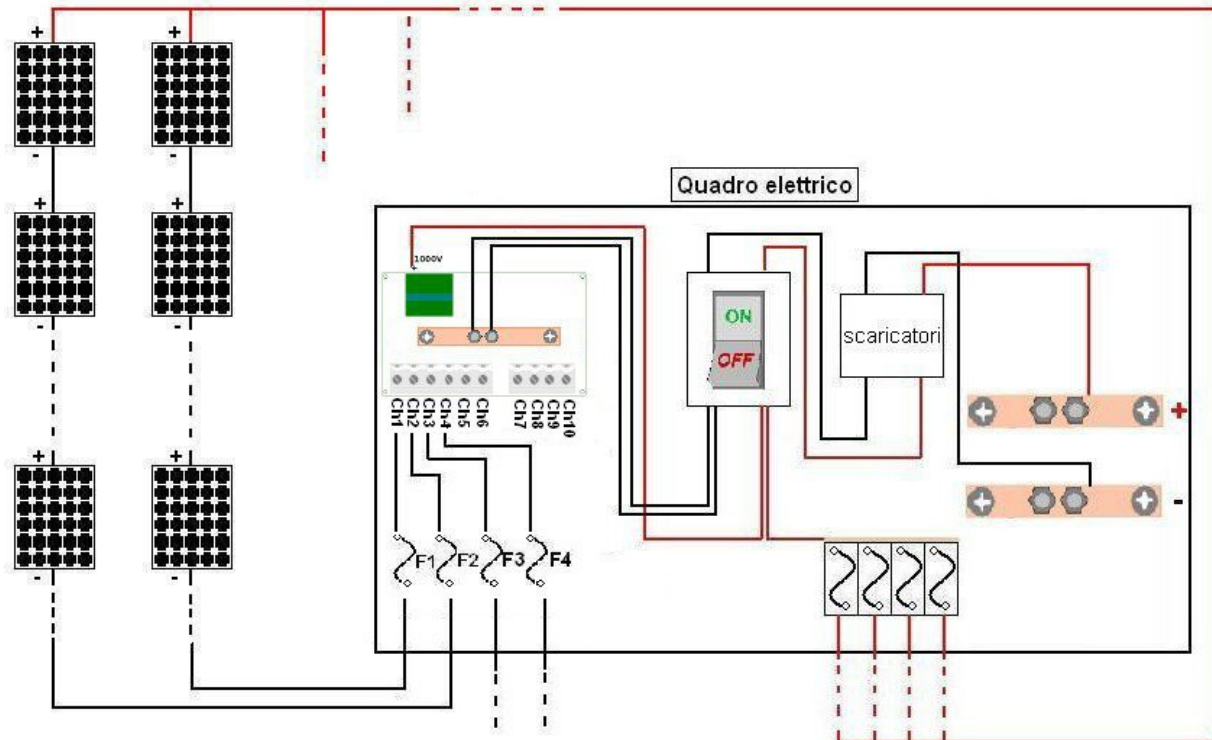 + +
- -
+ +
- -
+ +
- -
Quadro elettrico
1000V
+
ON
OFF
scaricatori
Ch1 Ch2 Ch3 Ch4 Ch5 Ch6 Ch7 Ch8 Ch9 Ch10
+
-
F1 F2 F3 F4